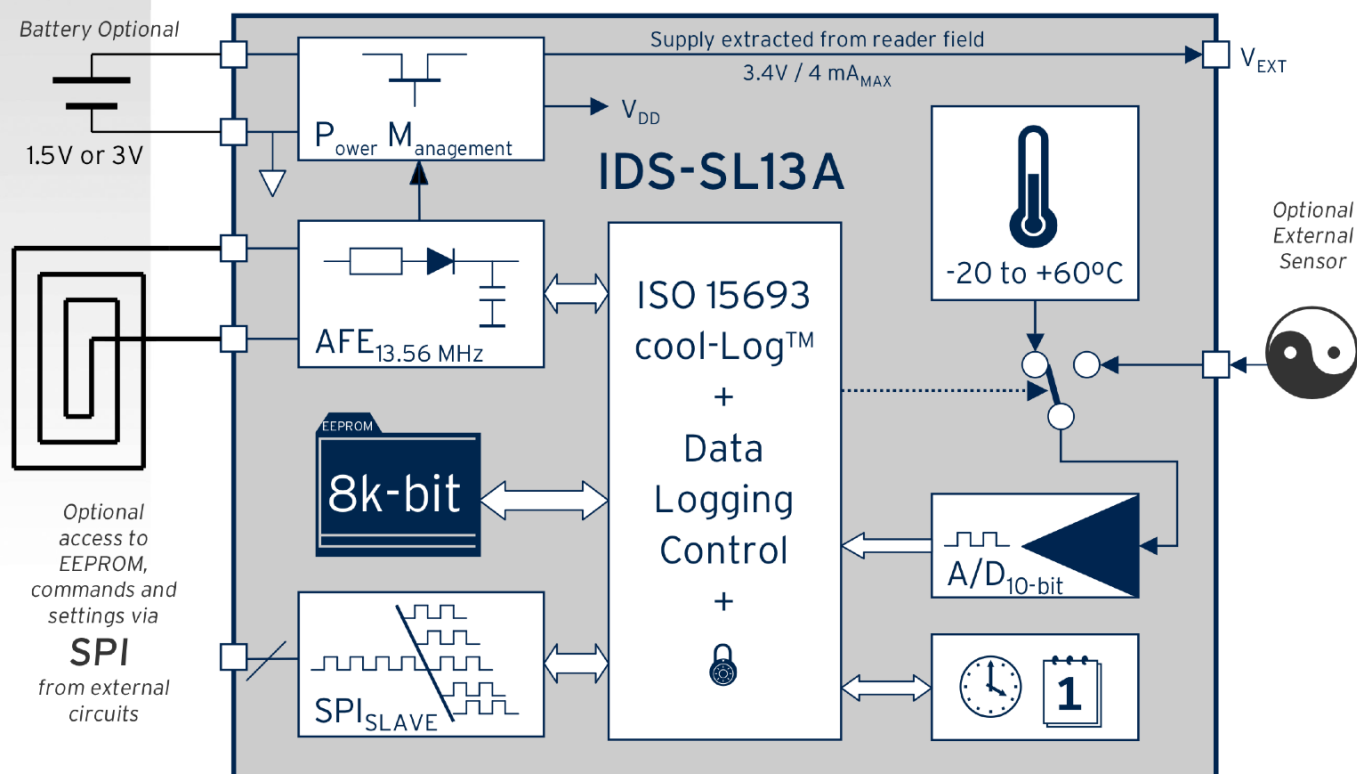 Battery Optional
1.5V or 3V
Power Management
Supply extracted from reader field
3.4V / 4 mAMAX
VEXT
VDD
IDS-SL13A
-20 to +60ºC
Optional
External
Sensor
AFE13.56 MHz
ISO 15693
cool-Log™
+
Data
Logging
Control
+
EEPROM
8k-bit
A/D10-bit
Optional
access to
EEPROM,
commands and
settings via
SPI
from external
circuits
SPISLAVE
1